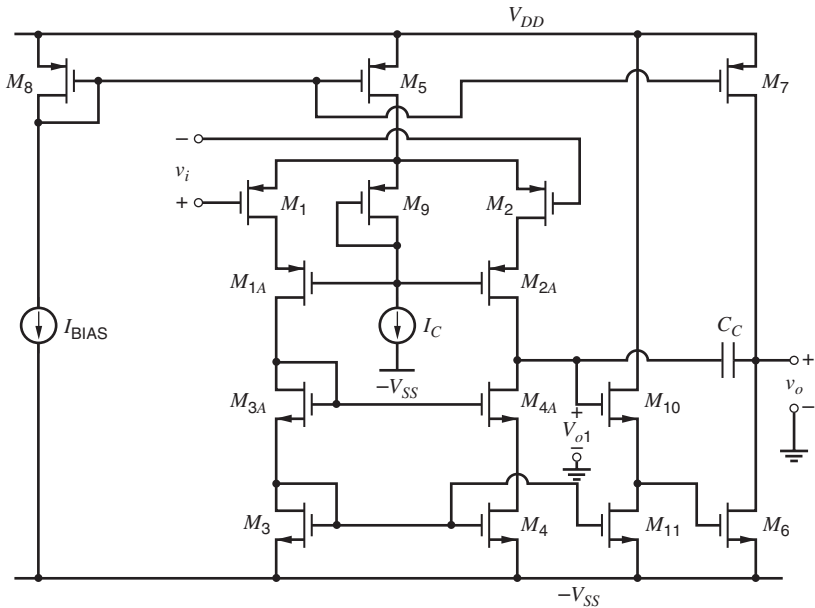 V_DD
M_8
M_5
M_7
−
v_i
+
M_1
M_9
M_2
M_1A
M_2A
I_BIAS
I_C
C_C
+
−V_SS
v_o
M_3A
M_4A
M_10
−
+
V_o1
−
M_3
M_4
M_11
M_6
−V_SS